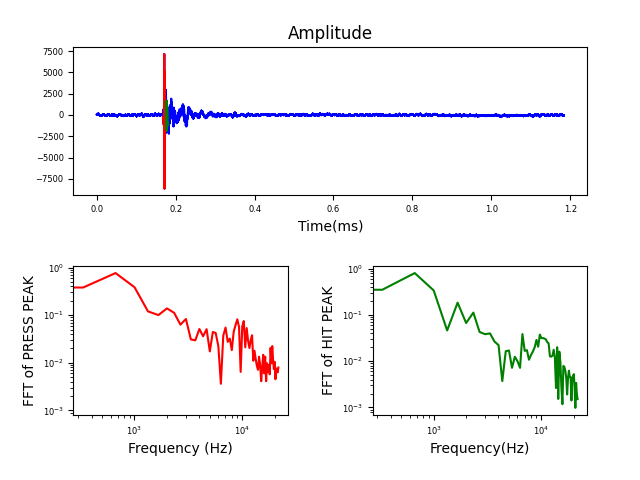 Amplitude
7500
5000
2500
0
−2500
−5000
−7500
0.0 0.2 0.4 0.6 0.8 1.0 1.2
Time(ms)
FFT of PRESS PEAK
10⁰
10⁻¹
10⁻²
10⁻³
10³ 10⁴
Frequency (Hz)
FFT of HIT PEAK
10⁰
10⁻¹
10⁻²
10⁻³
10³ 10⁴
Frequency(Hz)